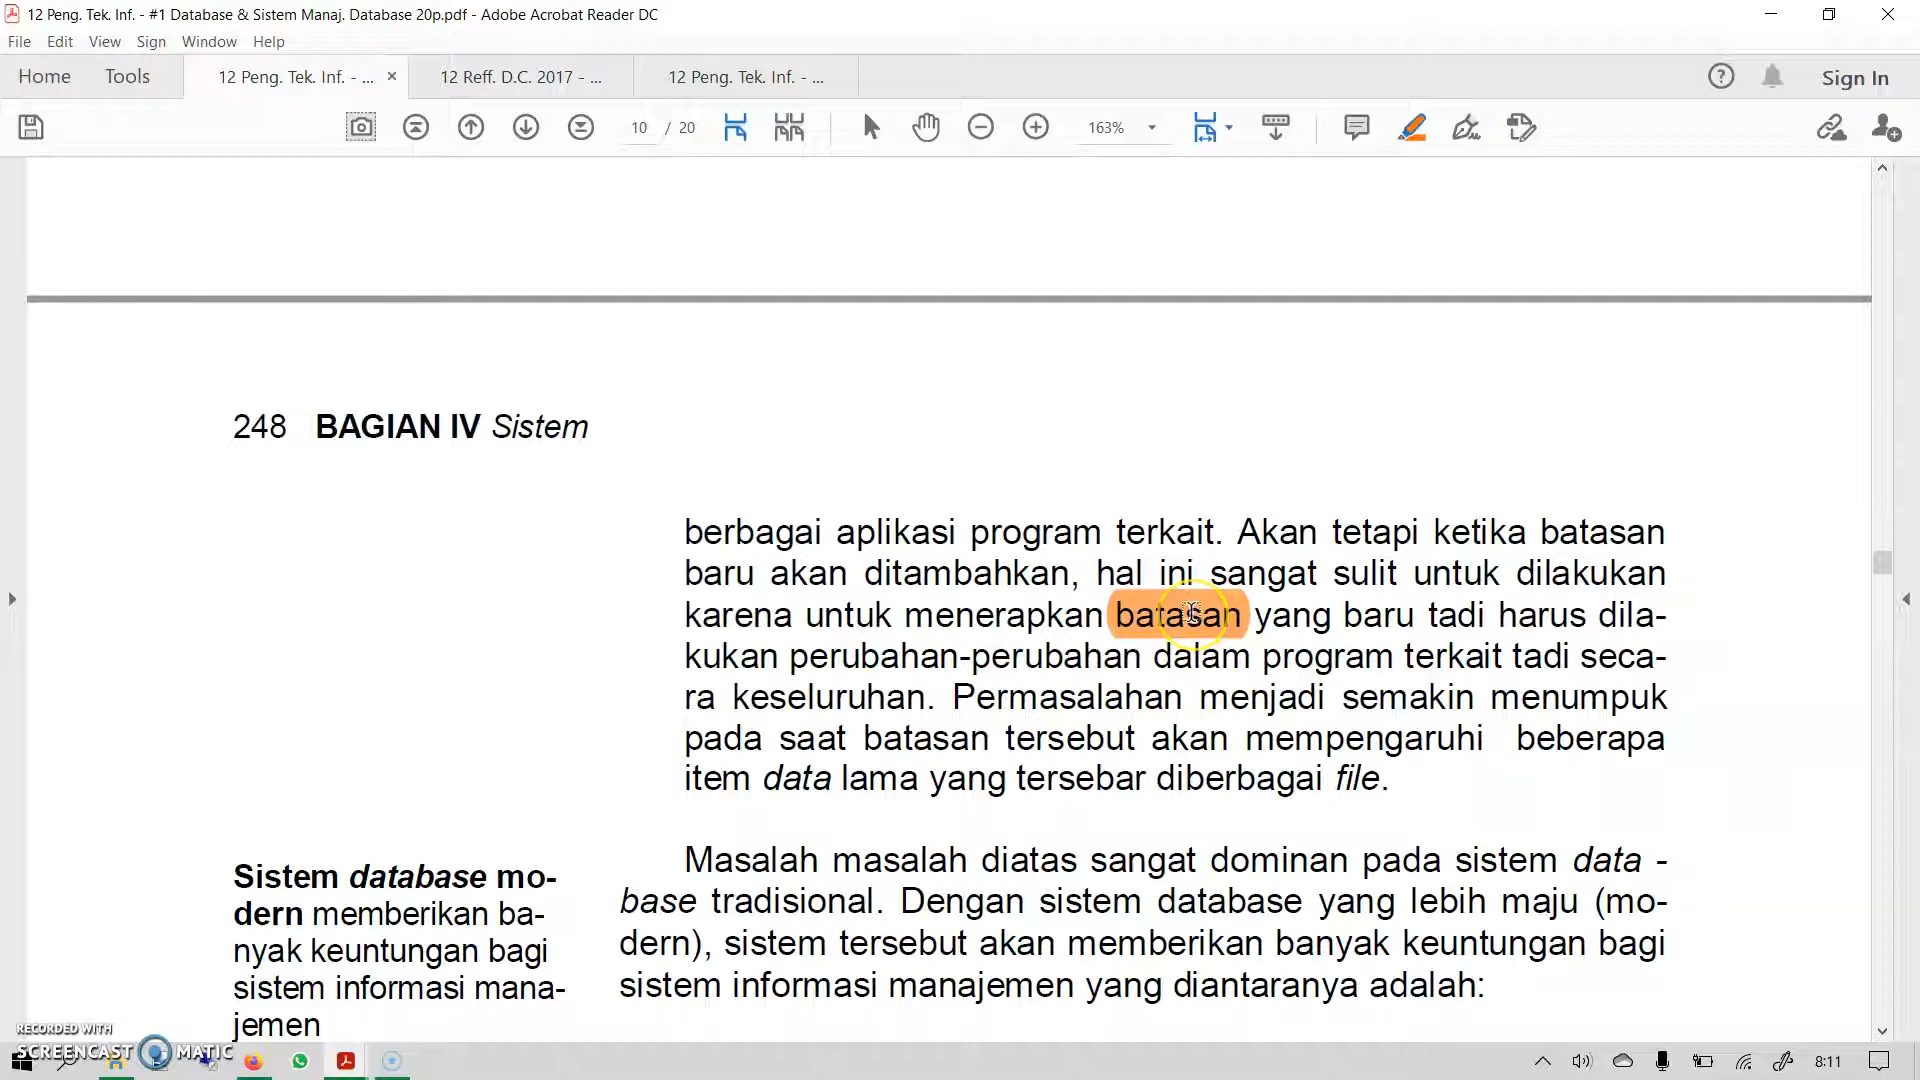 12 Peng. Tek. Inf. - #1 Database & Sistem Manaj. Database 20p.pdf - Adobe Acrobat Reader DC
File Edit View Sign Window Help
Home Tools 12 Peng. Tek. Inf. - ... × 12 Reff. D.C. 2017 - ... 12 Peng. Tek. Inf. - ... Sign In
10 / 20 163%
248 BAGIAN IV Sistem
berbagai aplikasi program terkait. Akan tetapi ketika batasan
baru akan ditambahkan, hal ini sangat sulit untuk dilakukan
karena untuk menerapkan batasan yang baru tadi harus dila-
kukan perubahan-perubahan dalam program terkait tadi seca-
ra keseluruhan. Permasalahan menjadi semakin menumpuk
pada saat batasan tersebut akan mempengaruhi beberapa
item data lama yang tersebar diberbagai file.
Sistem database mo-
dern memberikan ba-
nyak keuntungan bagi
sistem informasi mana-
jemen
Masalah masalah diatas sangat dominan pada sistem data -
base tradisional. Dengan sistem database yang lebih maju (mo-
dern), sistem tersebut akan memberikan banyak keuntungan bagi
sistem informasi manajemen yang diantaranya adalah:
RECORDED WITH
SCREENCAST MATIC
8:11